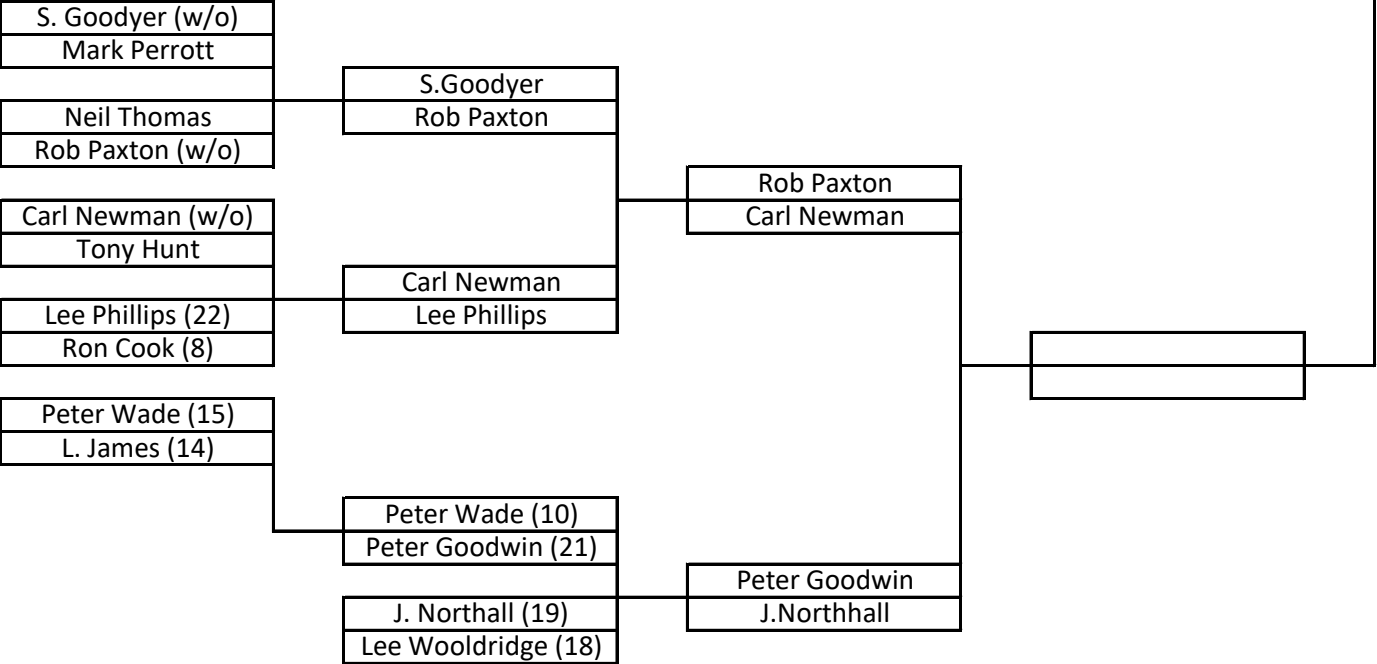 S. Goodyer (w/o)
Mark Perrott
Neil Thomas
Rob Paxton (w/o)
Carl Newman (w/o)
Tony Hunt
Lee Phillips (22)
Ron Cook (8)
Peter Wade (15)
L. James (14)
S.Goodyer
Rob Paxton
Carl Newman
Lee Phillips
Peter Wade (10)
Peter Goodwin (21)
J. Northall (19)
Lee Wooldridge (18)
Rob Paxton
Carl Newman
Peter Goodwin
J.Northhall